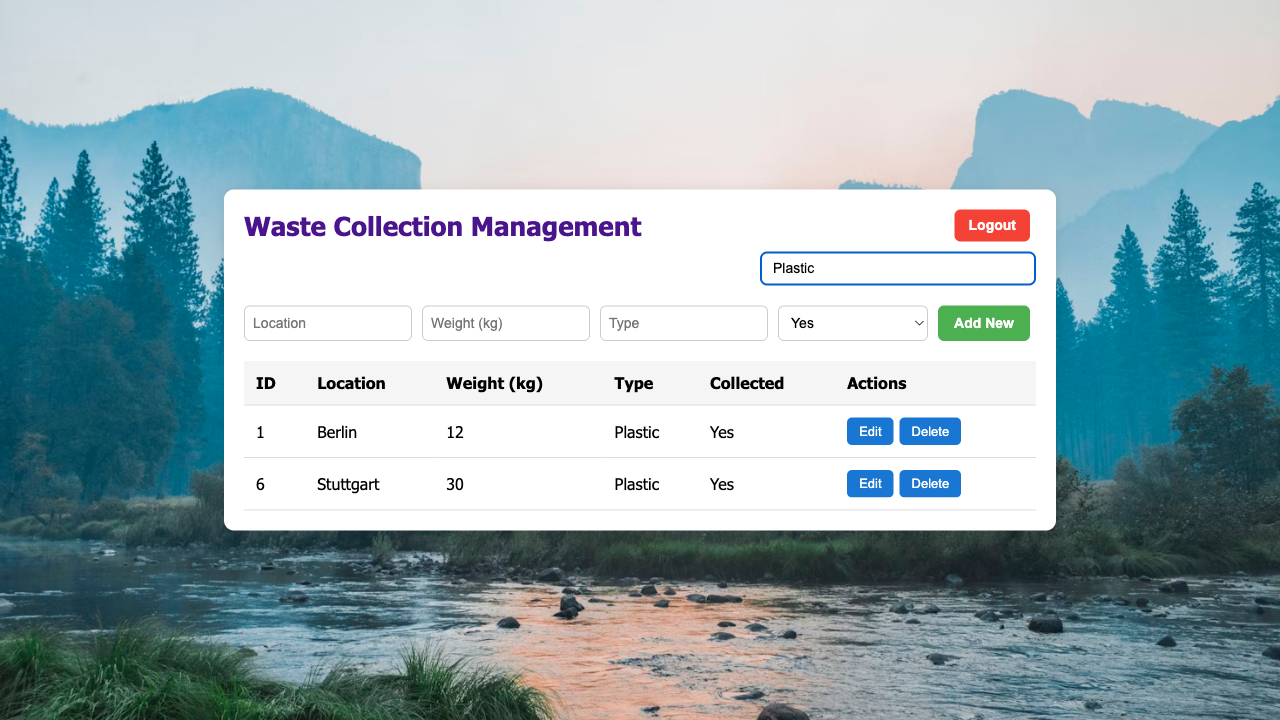 Waste Collection Management
Logout
Plastic
Location Weight (kg) Type Yes Add New
ID Location Weight (kg) Type Collected Actions
1 Berlin 12 Plastic Yes Edit Delete
6 Stuttgart 30 Plastic Yes Edit Delete